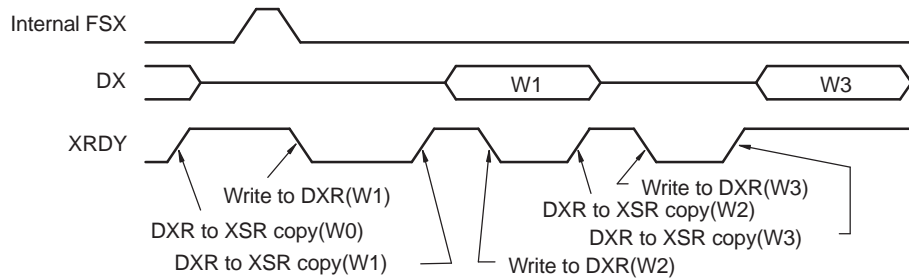 Internal FSX
DX
W1
W3
XRDY
Write to DXR(W1)
Write to DXR(W3)
DXR to XSR copy(W2)
DXR to XSR copy(W0)
DXR to XSR copy(W3)
DXR to XSR copy(W1)
Write to DXR(W2)